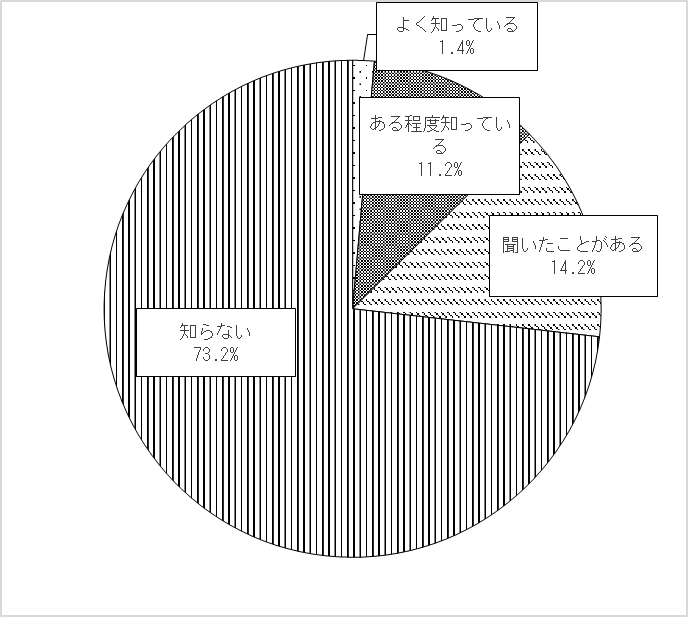 よく知っている
1.4%
ある程度知ってい
る
11.2%
聞いたことがある
14.2%
知らない
73.2%